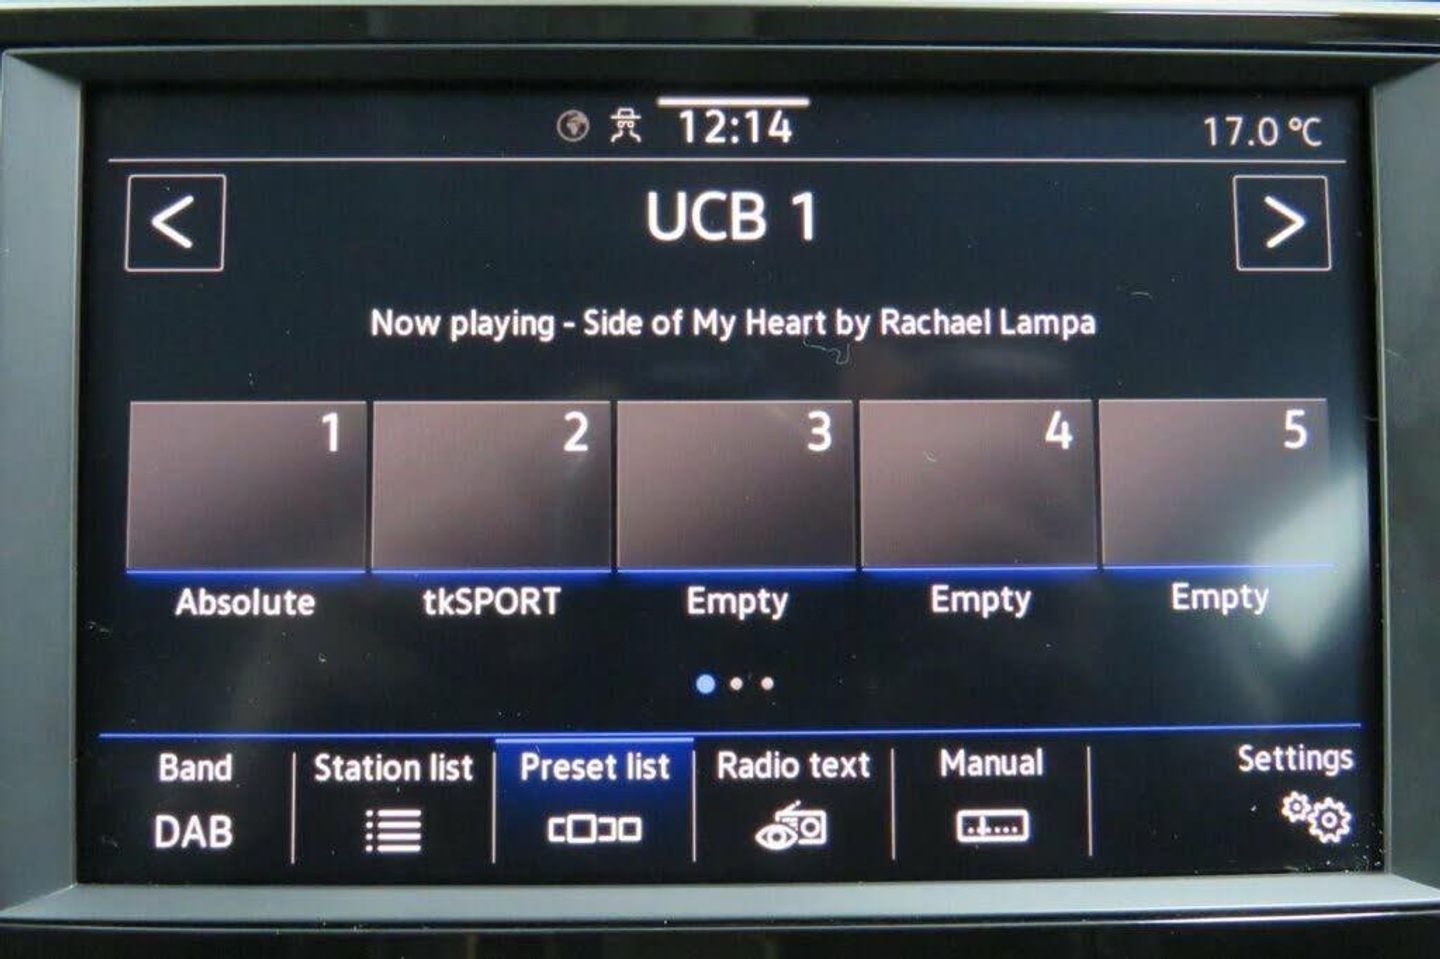 12:14
17.0 °C
<
UCB 1
>
Now playing - Side of My Heart by Rachael Lampa
1
2
3
4
5
Absolute
tkSPORT
Empty
Empty
Empty
Band
Station list
Preset list
Radio text
Manual
Settings
DAB